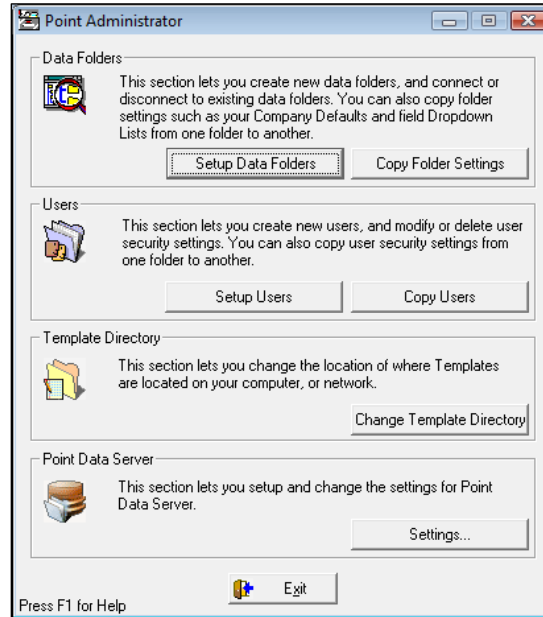 Point Administrator
Data Folders
This section lets you create new data folders, and connect or
disconnect to existing data folders. You can also copy folder
settings such as your Company Defaults and field Dropdown
Lists from one folder to another.
Setup Data Folders Copy Folder Settings
Users
This section lets you create new users, and modify or delete user
security settings. You can also copy user security settings from
one folder to another.
Setup Users Copy Users
Template Directory
This section lets you change the location of where Templates
are located on your computer, or network.
Change Template Directory
Point Data Server
This section lets you setup and change the settings for Point
Data Server.
Settings...
Exit
Press F1 for Help